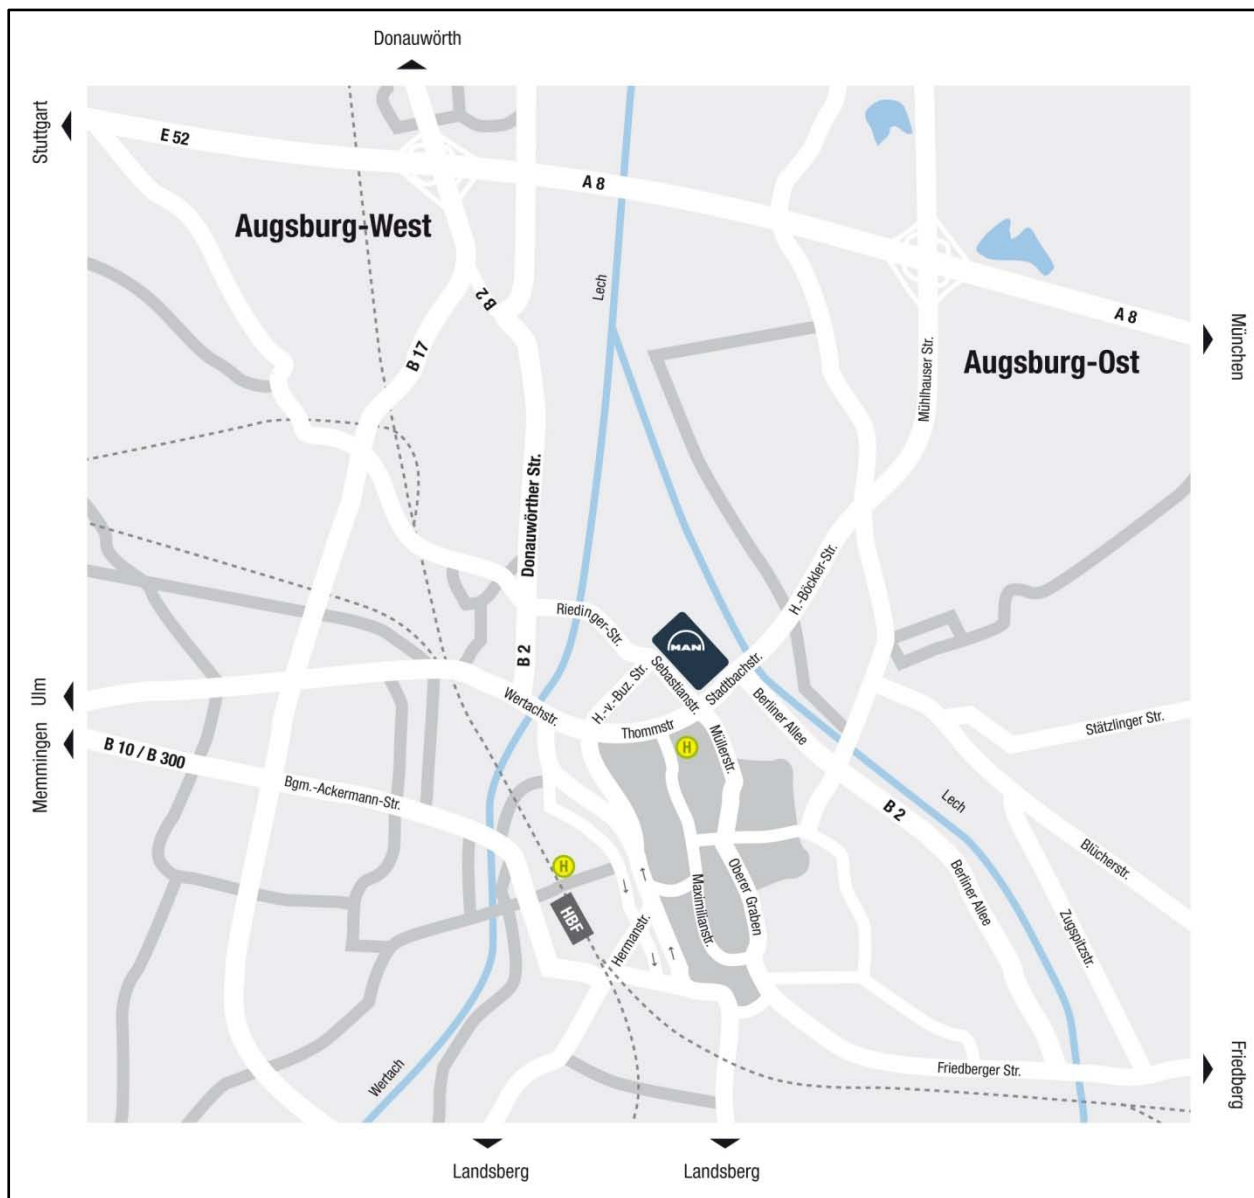 Donauwörth
Stuttgart
E 52
A 8
Augsburg-West
Lech
B 2
A 8
München
B 17
Mühlhauser Str.
Augsburg-Ost
Donauwörther Str.
H.-Böckler-Str.
Riedinger-Str.
MAN
B 2
Sebastianstr.
Stadtbachstr.
H.-v.-Buz. Str.
Ulm
Wertachstr.
Berliner Allee
Thommstr
Müllerstr.
H
Stätzlinger Str.
Memmingen
B 10 / B 300
Bgm.-Ackermann-Str.
B 2
Lech
Blücherstr.
H
HBF
Hermanstr.
Maximilianstr.
Oberer Graben
Berliner Allee
Zugspitzstr.
Wertach
Friedberger Str.
Friedberg
Landsberg
Landsberg